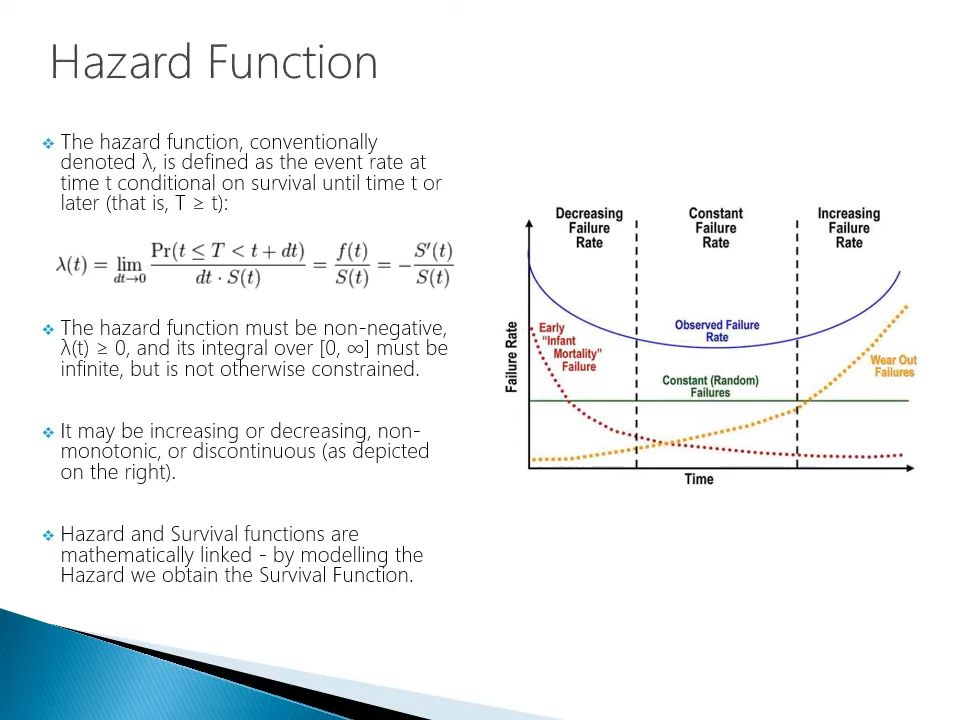 Hazard Function
❖ The hazard function, conventionally
denoted λ, is defined as the event rate at
time t conditional on survival until time t or
later (that is, T ≥ t):
λ(t) = lim dt→0 Pr(t ≤ T < t + dt) / dt · S(t) = f(t) / S(t) = − S′(t) / S(t)
❖ The hazard function must be non-negative,
λ(t) ≥ 0, and its integral over [0, ∞] must be
infinite, but is not otherwise constrained.
❖ It may be increasing or decreasing, non-
monotonic, or discontinuous (as depicted
on the right).
❖ Hazard and Survival functions are
mathematically linked - by modelling the
Hazard we obtain the Survival Function.
Decreasing
Failure
Rate
Constant
Failure
Rate
Increasing
Failure
Rate
Failure Rate
Early
"Infant
Mortality"
Failure
Observed Failure
Rate
Constant (Random)
Failures
Wear Out
Failures
Time